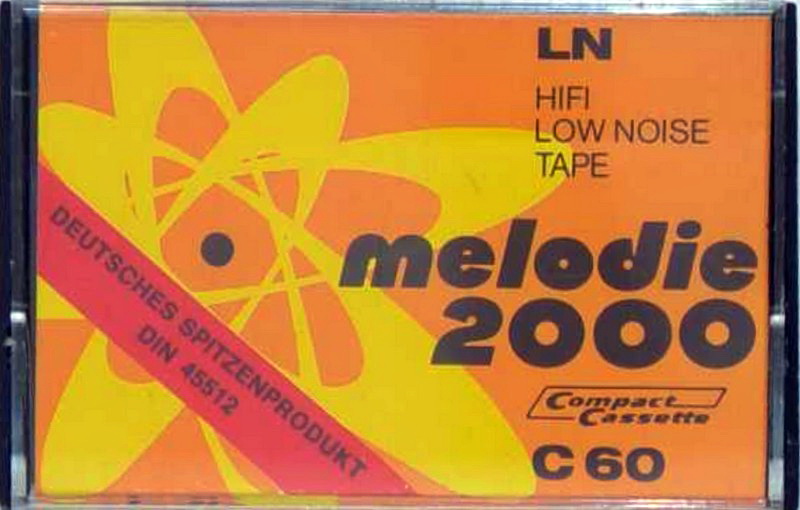 LN
HIFI
LOW NOISE
TAPE
melodie
2000
DEUTSCHES SPITZENPRODUKT
DIN 45512
Compact
Cassette
C 60